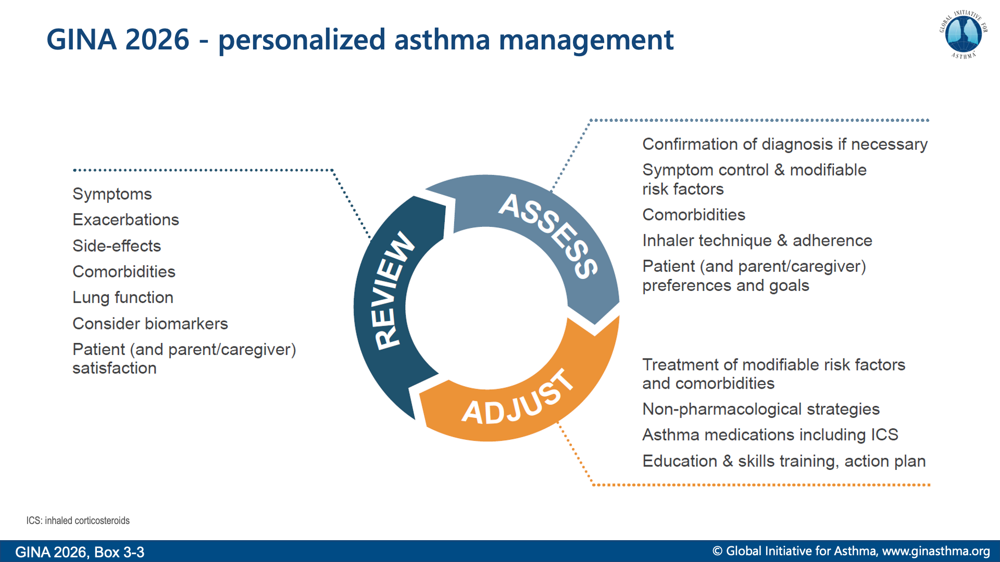 GINA 2026 - personalized asthma management
GLOBAL INITIATIVE FOR
ASTHMA
Symptoms
Exacerbations
Side-effects
Comorbidities
Lung function
Consider biomarkers
Patient (and parent/caregiver)
satisfaction
REVIEW
ASSESS
ADJUST
Confirmation of diagnosis if necessary
Symptom control & modifiable
risk factors
Comorbidities
Inhaler technique & adherence
Patient (and parent/caregiver)
preferences and goals
Treatment of modifiable risk factors
and comorbidities
Non-pharmacological strategies
Asthma medications including ICS
Education & skills training, action plan
ICS: inhaled corticosteroids
GINA 2026, Box 3-3
© Global Initiative for Asthma, www.ginasthma.org